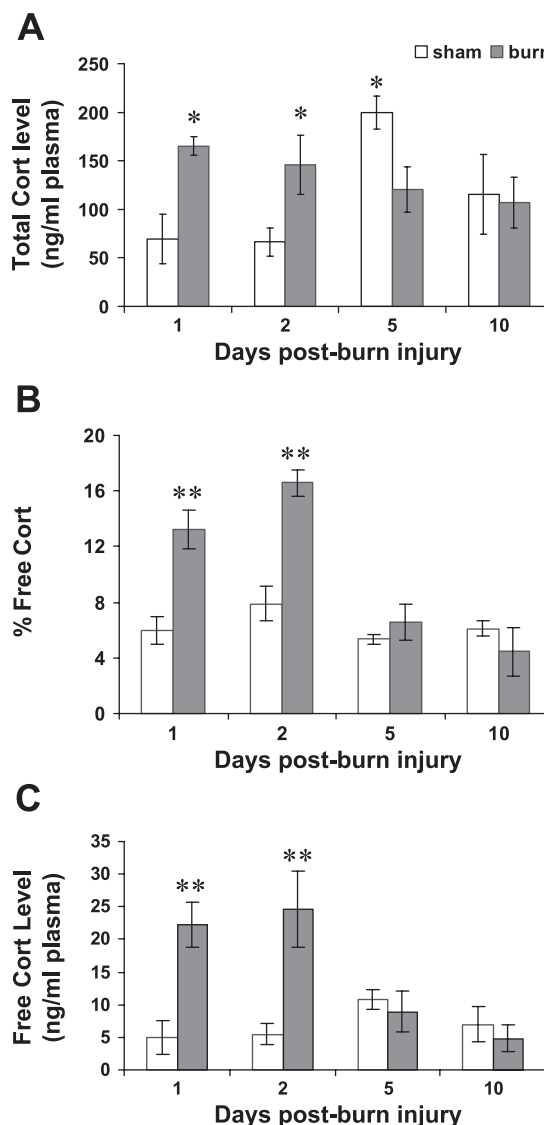 A
sham burn
Total Cort level
(ng/ml plasma)
250
200
150
100
50
0
* * *
1 2 5 10
Days post-burn injury
B
% Free Cort
20
16
12
8
4
0
** **
1 2 5 10
Days post-burn injury
C
Free Cort Level
(ng/ml plasma)
35
30
25
20
15
10
5
0
** **
1 2 5 10
Days post-burn injury